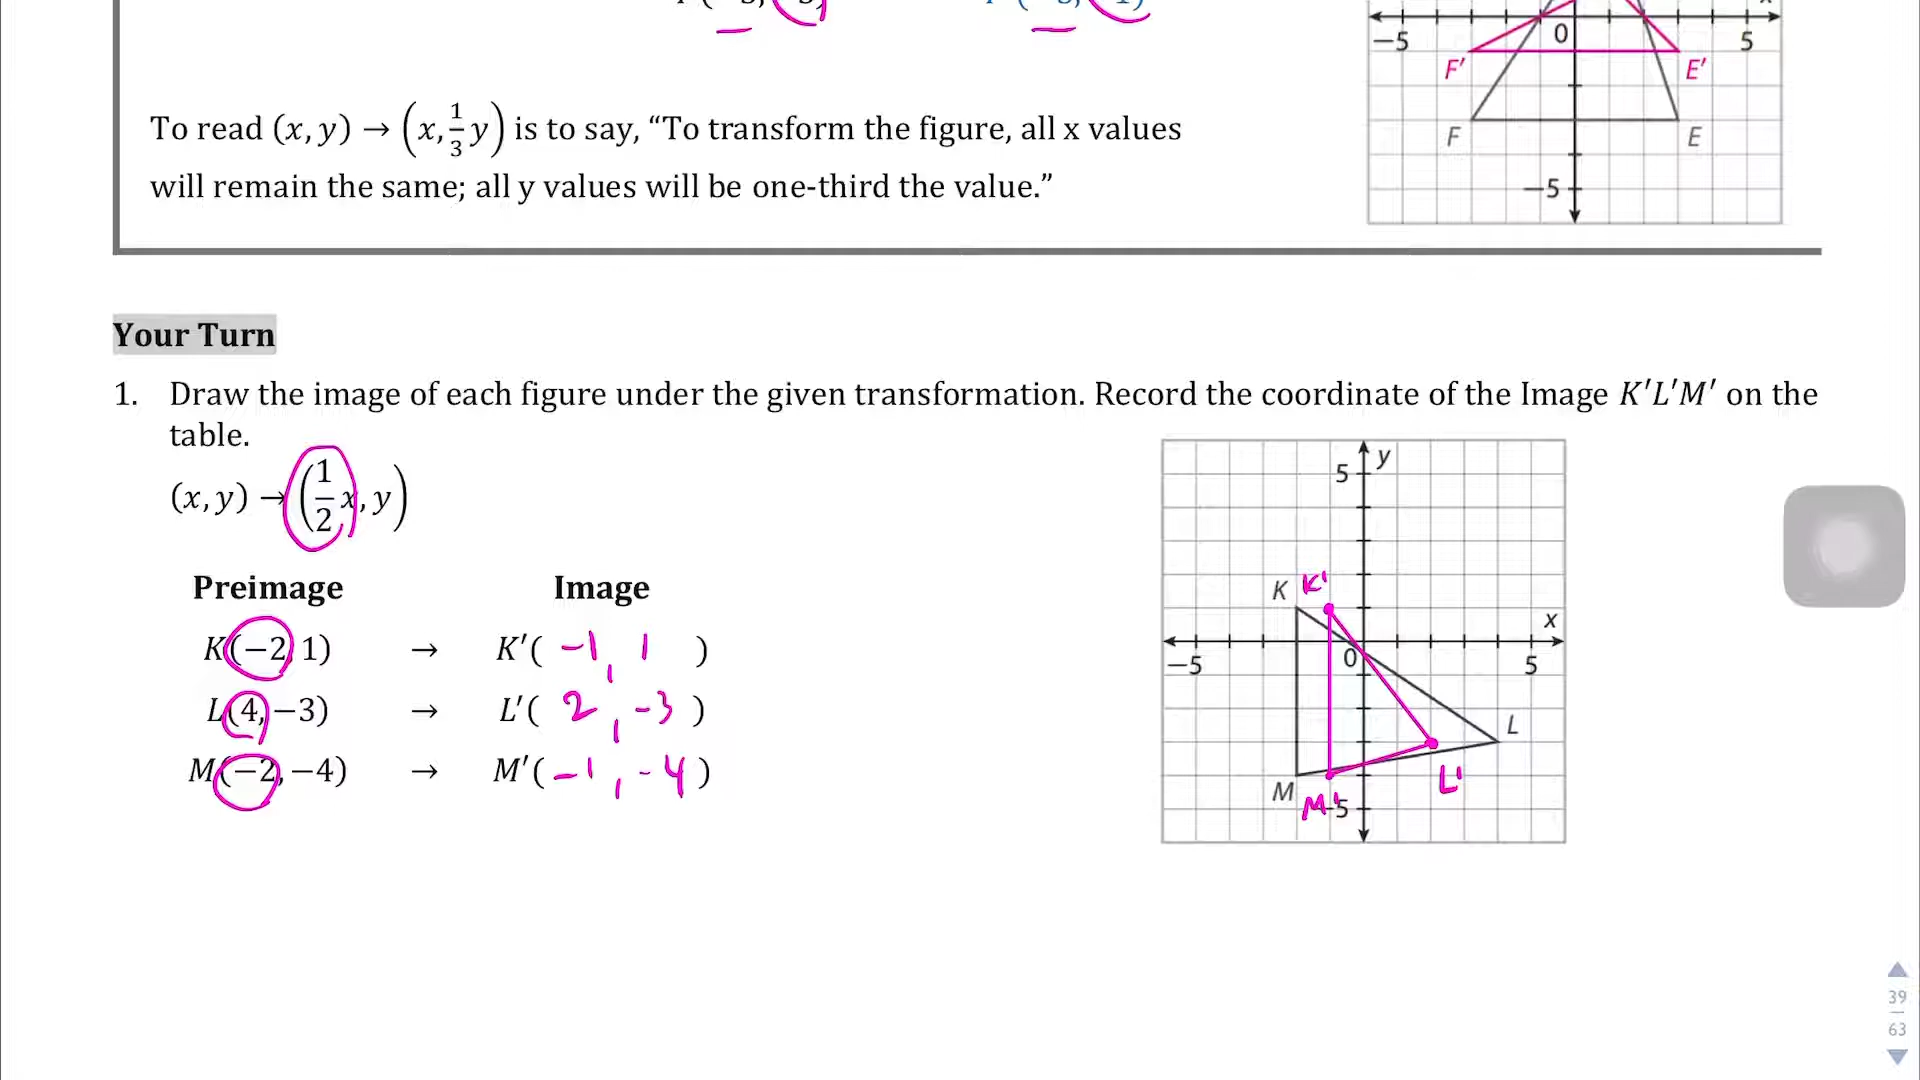 −5 0 5
F′ E′
To read (x, y) → (x, 1/3 y) is to say, “To transform the figure, all x values
F E
will remain the same; all y values will be one-third the value.”
−5
Your Turn
1. Draw the image of each figure under the given transformation. Record the coordinate of the Image K′L′M′ on the
table.
(x, y) → (1/2 x, y)
Preimage Image
K(−2, 1) → K′( −1, 1 )
L(4, −3) → L′( 2, −3 )
M(−2, −4) → M′( −1, −4 )
5 y
K K'
x
−5 0 5
L
L'
M M' −5
39
63